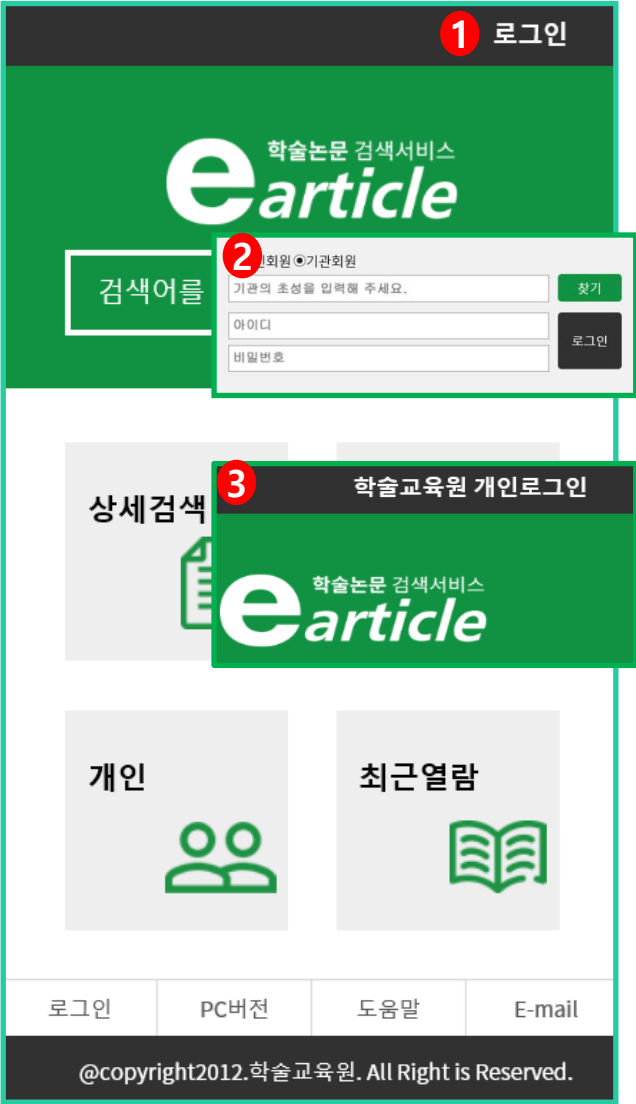 1 로그인
학술논문 검색서비스
earticle
검색어를
2 인회원 기관회원
기관의 초성을 입력해 주세요.
찾기
아이디
비밀번호
로그인
상세검색
3 학술교육원 개인로그인
학술논문 검색서비스
earticle
개인
최근열람
로그인
PC버전
도움말
E-mail
@copyright2012.학술교육원. All Right is Reserved.